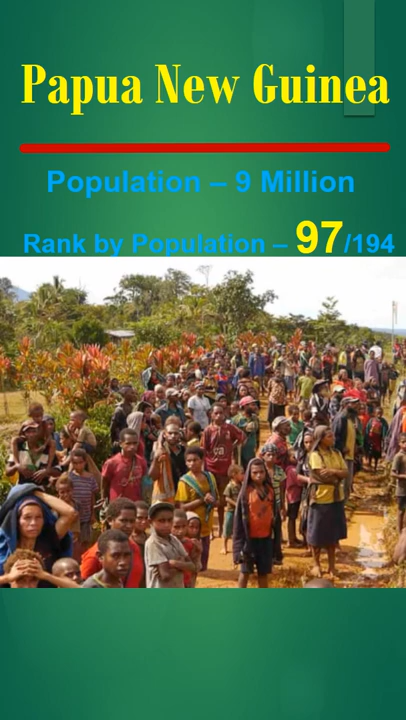 Papua New Guinea
Population – 9 Million
Rank by Population – 97/194